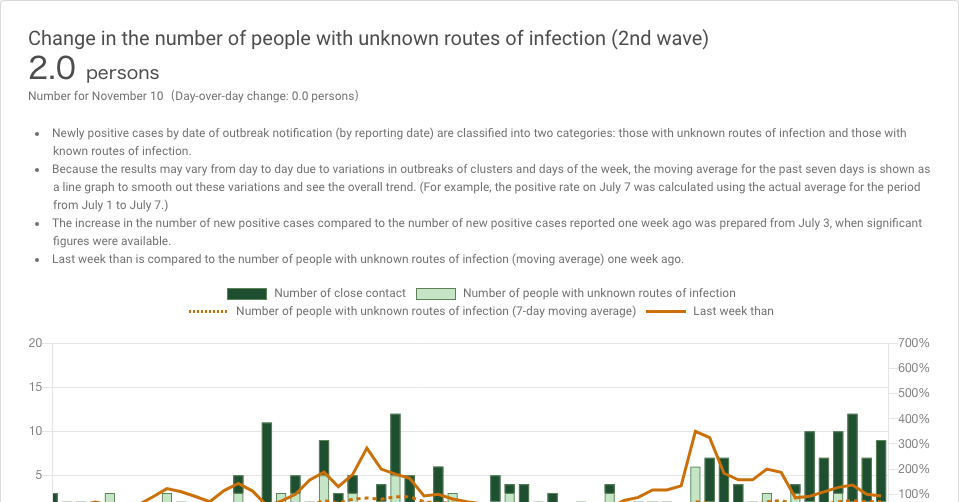 Change in the number of people with unknown routes of infection (2nd wave)
2.0 persons
Number for November 10（Day-over-day change: 0.0 persons）
• Newly positive cases by date of outbreak notification (by reporting date) are classified into two categories: those with unknown routes of infection and those with
known routes of infection.
• Because the results may vary from day to day due to variations in outbreaks of clusters and days of the week, the moving average for the past seven days is shown as
a line graph to smooth out these variations and see the overall trend. (For example, the positive rate on July 7 was calculated using the actual average for the period
from July 1 to July 7.)
• The increase in the number of new positive cases compared to the number of new positive cases reported one week ago was prepared from July 3, when significant
figures were available.
• Last week than is compared to the number of people with unknown routes of infection (moving average) one week ago.
Number of close contact Number of people with unknown routes of infection
Number of people with unknown routes of infection (7-day moving average) Last week than
20 700%
600%
15 500%
400%
10 300%
200%
5 100%